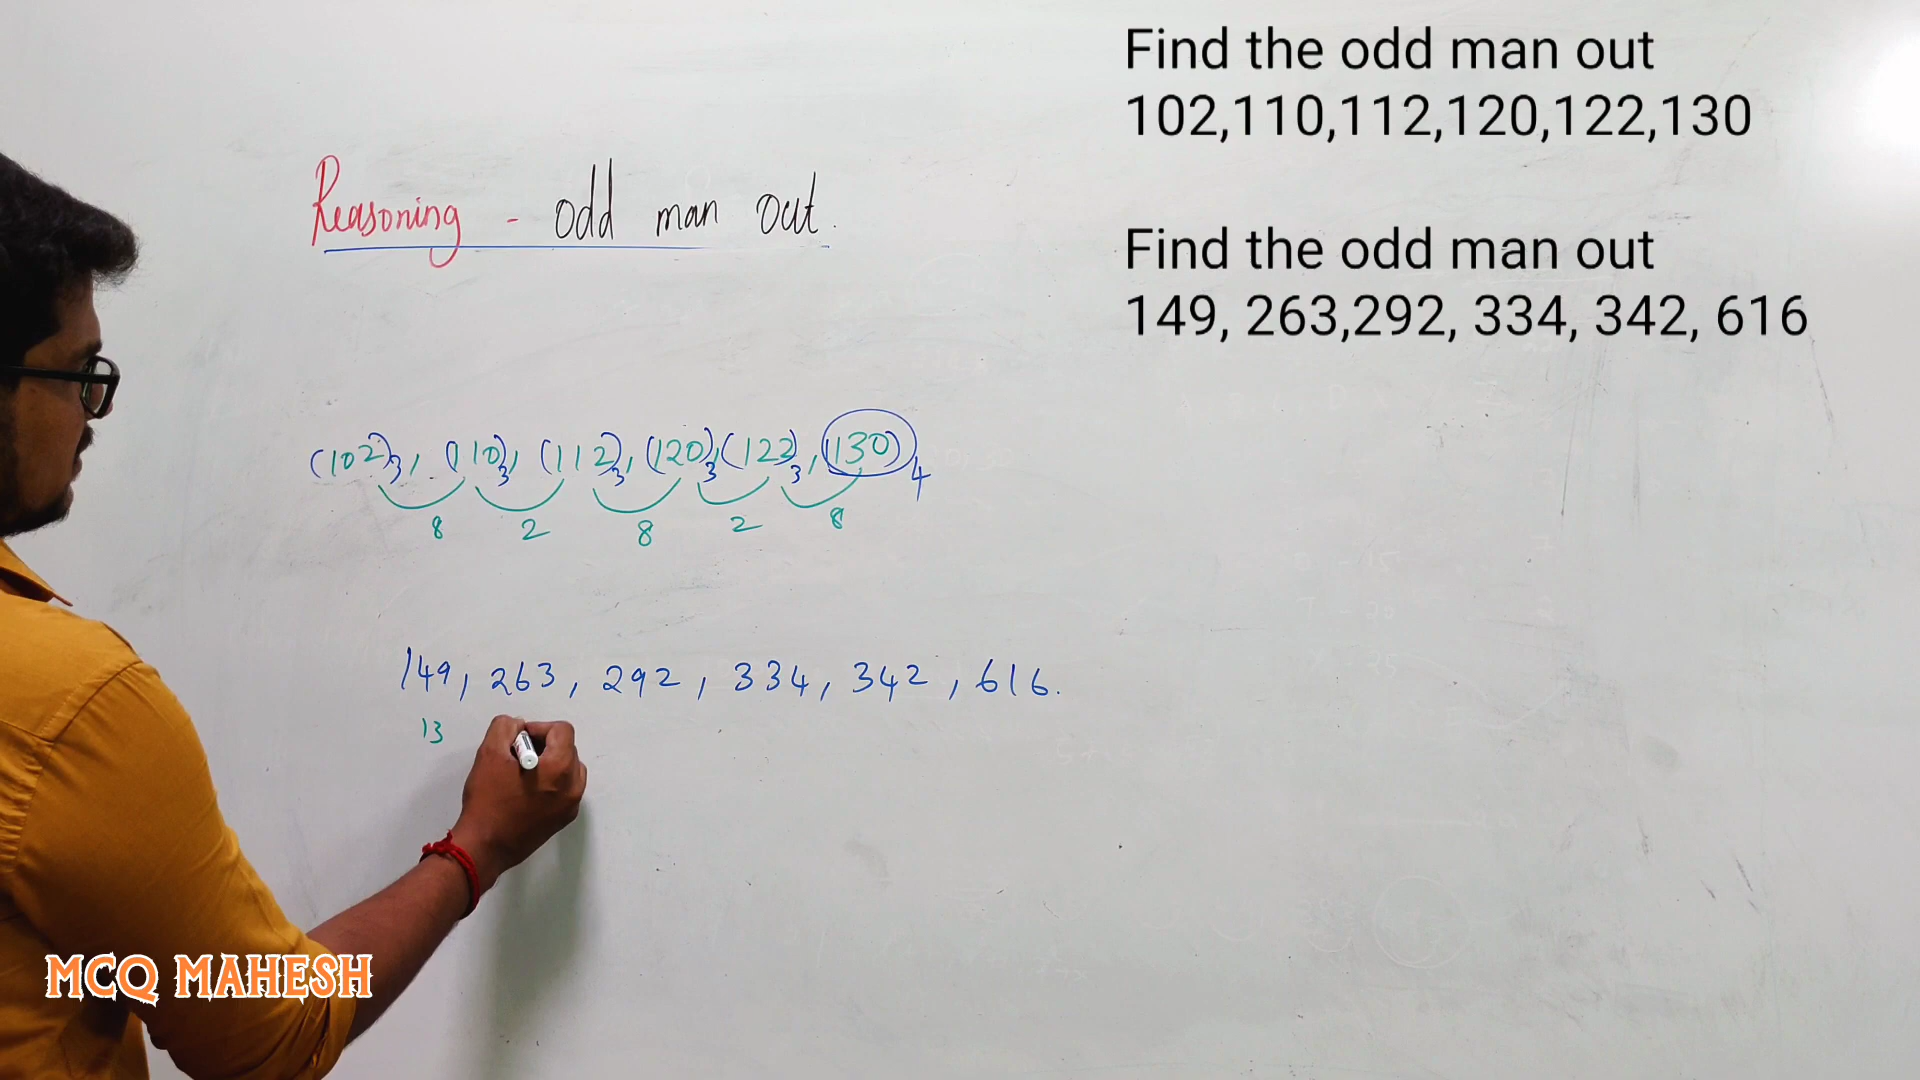 Find the odd man out
102,110,112,120,122,130
Find the odd man out
149, 263,292, 334, 342, 616
Reasoning - odd man out.
(102)3, (110)3, (112)3, (120)3, (122)3, (130)4
8 2 8 2 8
149, 263, 292, 334, 342, 616.
13
MCQ MAHESH